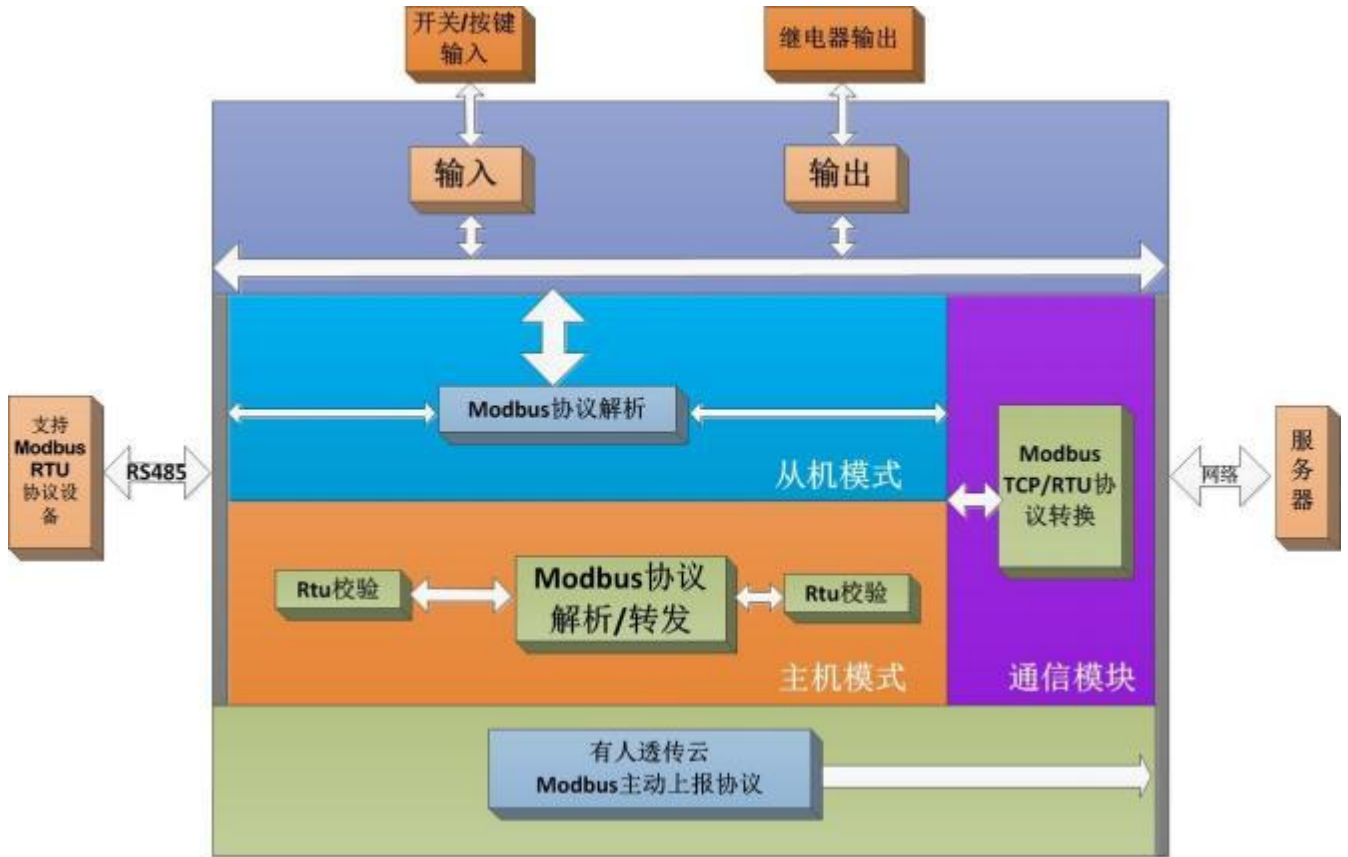 开关/按键
输入
继电器输出
输入
输出
Modbus协议解析
从机模式
支持
Modbus
RTU
协议设
备
RS485
Modbus
TCP/RTU协
议转换
网络
服
务
器
Rtu校验
Modbus协议
解析/转发
Rtu校验
主机模式
通信模块
有人透传云
Modbus主动上报协议